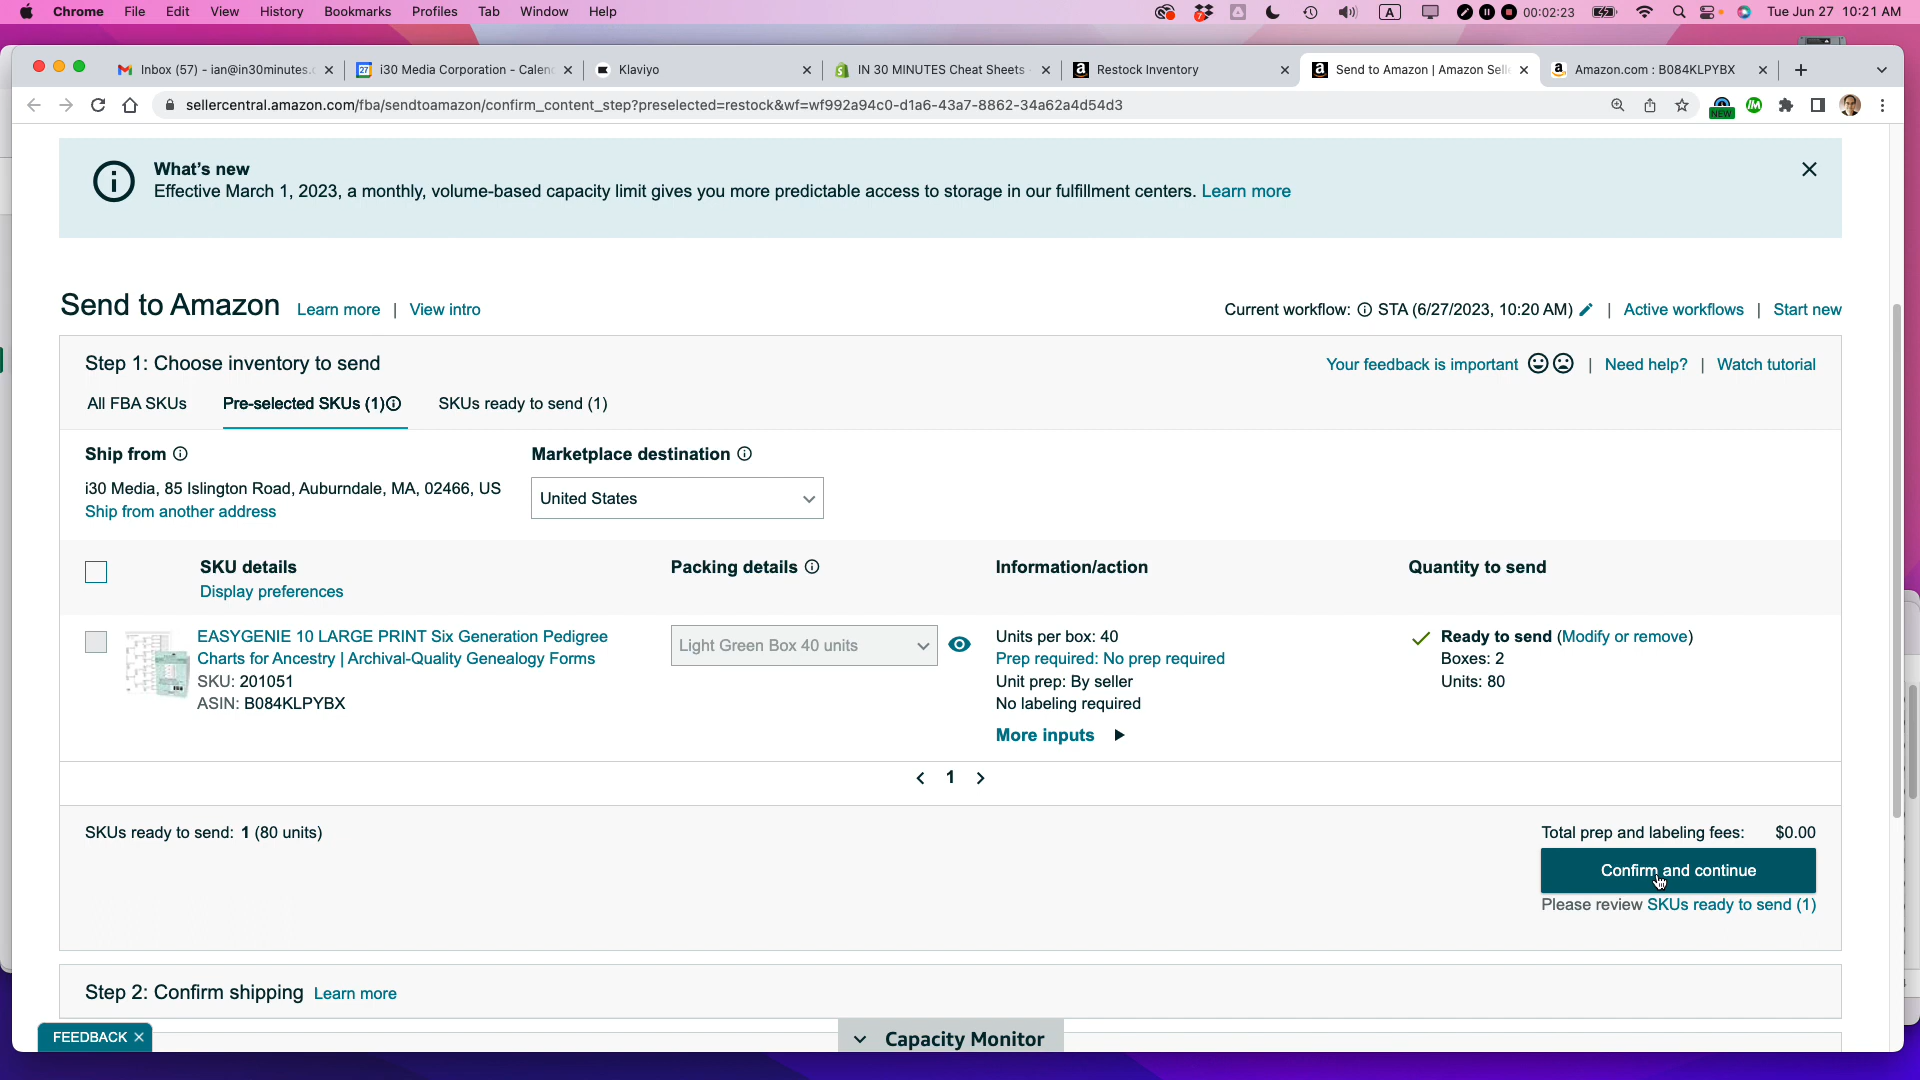 Chrome File Edit View History Bookmarks Profiles Tab Window Help
7 A 00:02:23 Tue Jun 27 10:21 AM
Inbox (57) - ian@in30minutes.c
27 i30 Media Corporation - Calen
Klaviyo
IN 30 MINUTES Cheat Sheets
Restock Inventory
Send to Amazon | Amazon Selle
Amazon.com : B084KLPYBX
sellercentral.amazon.com/fba/sendtoamazon/confirm_content_step?preselected=restock&wf=wf992a94c0-d1a6-43a7-8862-34a62a4d54d3
NEW
What's new
Effective March 1, 2023, a monthly, volume-based capacity limit gives you more predictable access to storage in our fulfillment centers. Learn more
Send to Amazon Learn more | View intro
Current workflow: STA (6/27/2023, 10:20 AM) | Active workflows | Start new
Step 1: Choose inventory to send
Your feedback is important | Need help? | Watch tutorial
All FBA SKUs Pre-selected SKUs (1) SKUs ready to send (1)
Ship from
i30 Media, 85 Islington Road, Auburndale, MA, 02466, US
Ship from another address
Marketplace destination
United States
SKU details
Display preferences
Packing details
Information/action
Quantity to send
EASYGENIE 10 LARGE PRINT Six Generation Pedigree
Charts for Ancestry | Archival-Quality Genealogy Forms
SKU: 201051
ASIN: B084KLPYBX
Light Green Box 40 units
Units per box: 40
Prep required: No prep required
Unit prep: By seller
No labeling required
More inputs
Ready to send (Modify or remove)
Boxes: 2
Units: 80
1
SKUs ready to send: 1 (80 units)
Total prep and labeling fees: $0.00
Confirm and continue
Please review SKUs ready to send (1)
Step 2: Confirm shipping Learn more
FEEDBACK
Capacity Monitor